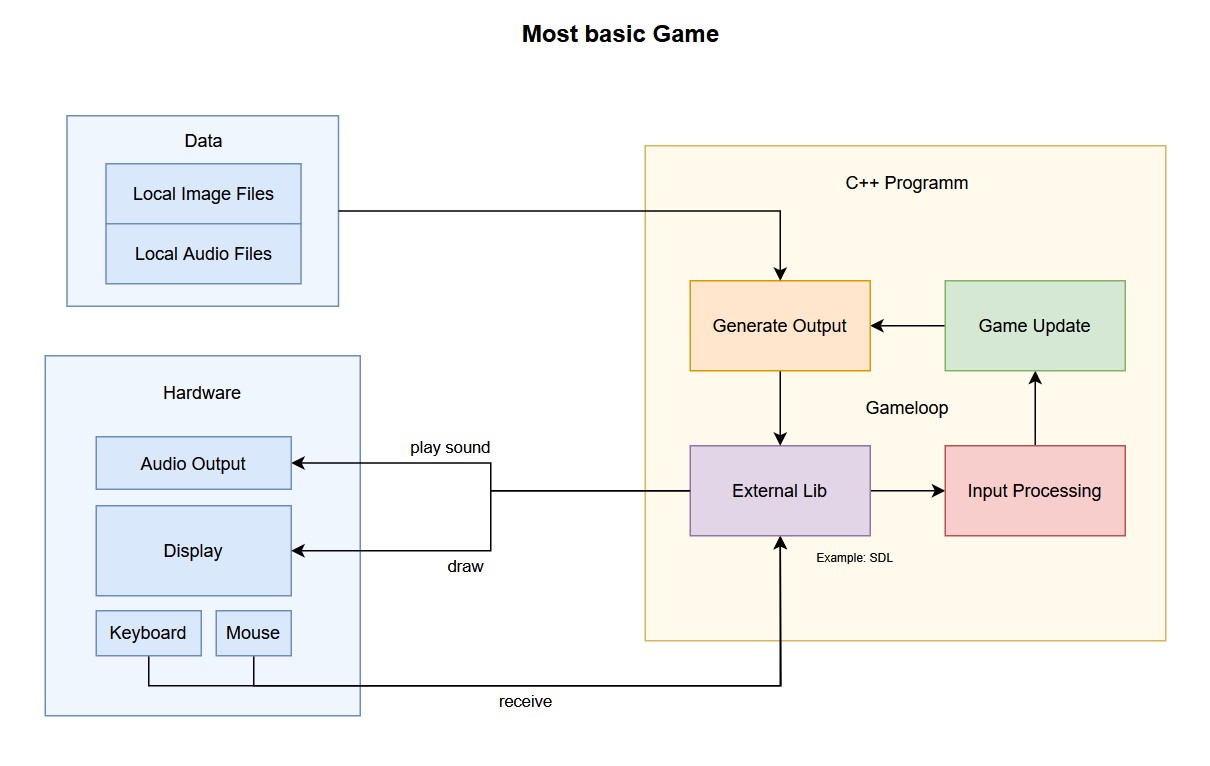 Most basic Game
Data
Local Image Files
Local Audio Files
C++ Programm
Generate Output
Game Update
Gameloop
External Lib
Input Processing
Example: SDL
Hardware
Audio Output
Display
Keyboard
Mouse
play sound
draw
receive